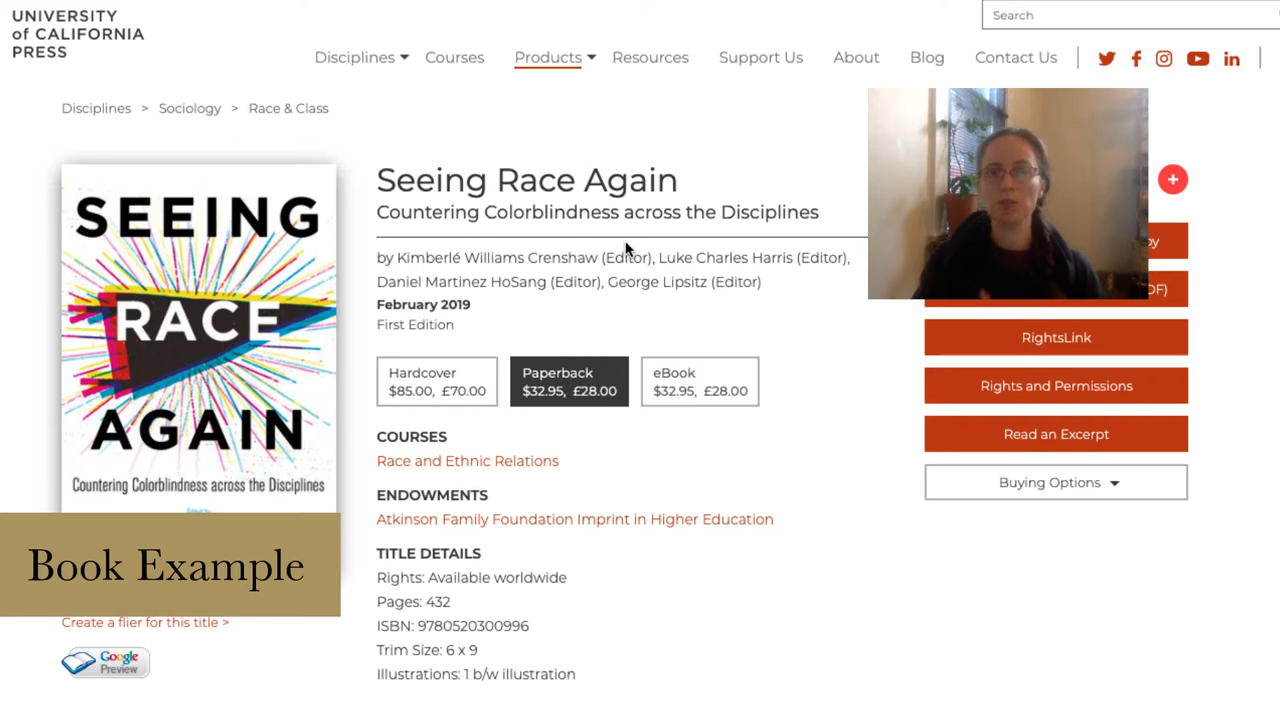 UNIVERSITY
of CALIFORNIA
PRESS
Search
Disciplines
Courses
Products
Resources
Support Us
About
Blog
Contact Us
Disciplines > Sociology > Race & Class
SEEING
RACE
AGAIN
Countering Colorblindness across the Disciplines
Seeing Race Again
Countering Colorblindness across the Disciplines
by Kimberlé Williams Crenshaw (Editor), Luke Charles Harris (Editor),
Daniel Martinez HoSang (Editor), George Lipsitz (Editor)
February 2019
First Edition
Hardcover
$85.00, £70.00
Paperback
$32.95, £28.00
eBook
$32.95, £28.00
COURSES
Race and Ethnic Relations
ENDOWMENTS
Atkinson Family Foundation Imprint in Higher Education
TITLE DETAILS
Rights: Available worldwide
Pages: 432
ISBN: 9780520300996
Trim Size: 6 x 9
Illustrations: 1 b/w illustration
DF)
RightsLink
Rights and Permissions
Read an Excerpt
Buying Options
Book Example
Create a flier for this title >
Google
Preview